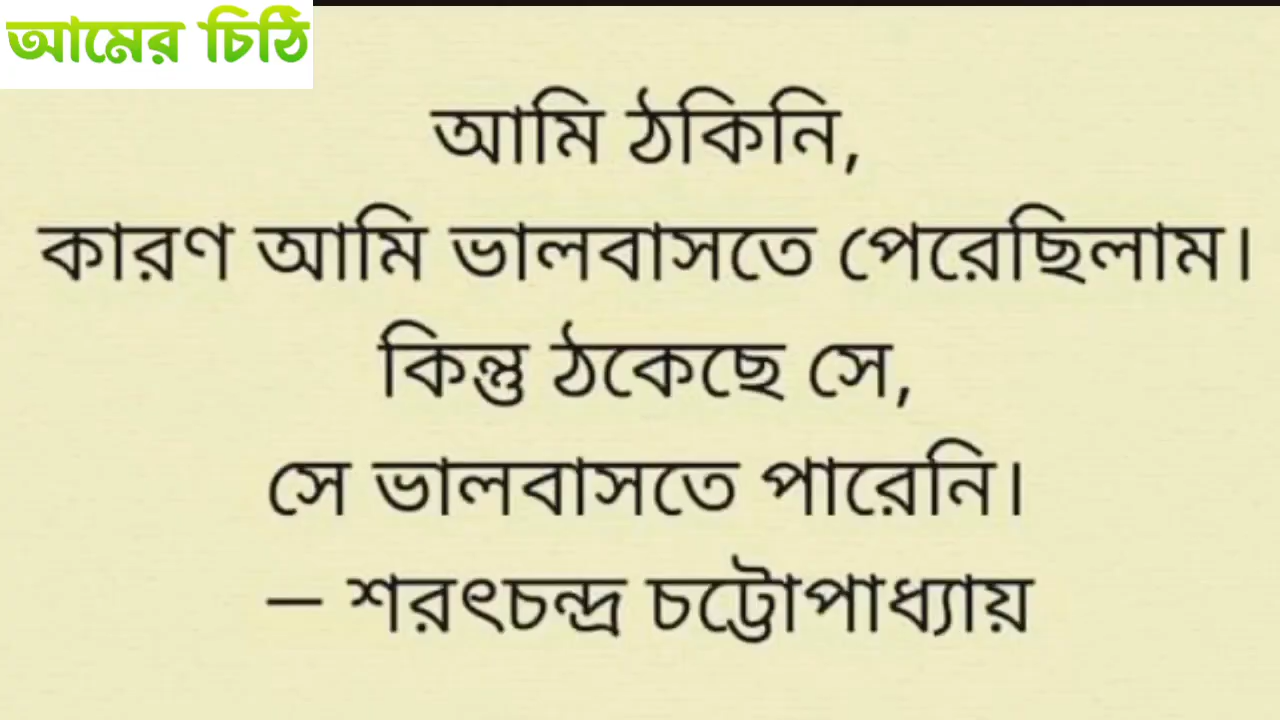 আমের চিঠি
আমি ঠকিনি,
কারণ আমি ভালবাসতে পেরেছিলাম।
কিন্তু ঠকেছে সে,
সে ভালবাসতে পারেনি।
– শরৎচন্দ্র চট্টোপাধ্যায়